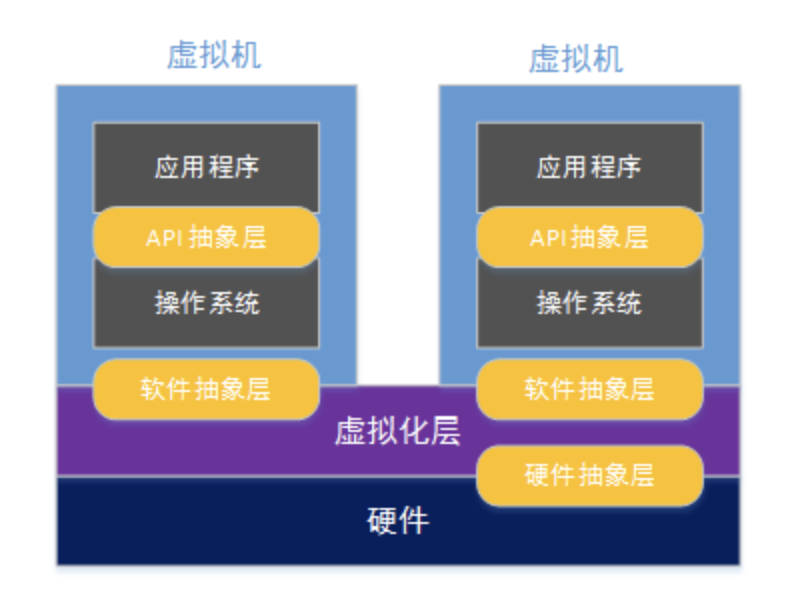 虚拟机
虚拟机
应用程序
应用程序
API 抽象层
API 抽象层
操作系统
操作系统
软件抽象层
软件抽象层
虚拟化层
硬件抽象层
硬件